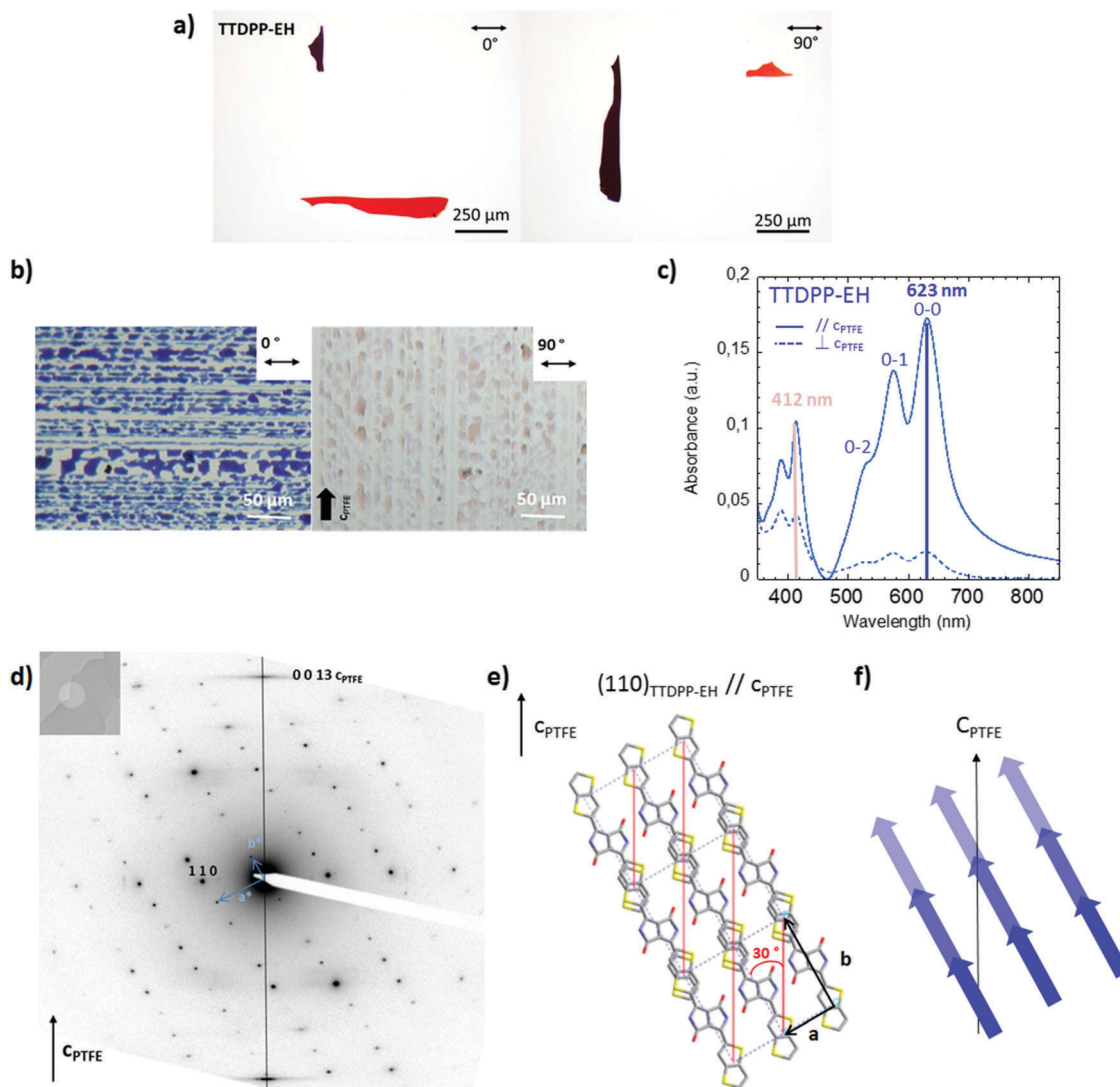 a)
TTDPP-EH
0°
250 µm
90°
250 µm
b)
0 °
50 µm
90 °
50 µm
cPTFE
c)
0,2
0,15
0,1
0,05
0
TTDPP-EH
// cPTFE
⊥ cPTFE
623 nm
0-0
0-1
0-2
412 nm
Absorbance (a.u.)
400 500 600 700 800
Wavelength (nm)
d)
0 0 13 cPTFE
1 1 0
b*
a*
cPTFE
e)
(110)TTDPP-EH // cPTFE
cPTFE
30 °
b
a
f)
CPTFE